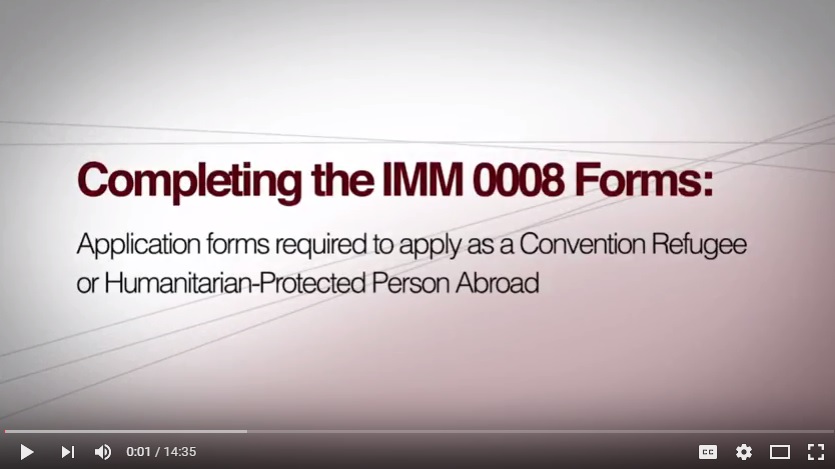 Completing the IMM 0008 Forms:
Application forms required to apply as a Convention Refugee
or Humanitarian-Protected Person Abroad
0:01 / 14:35
CC